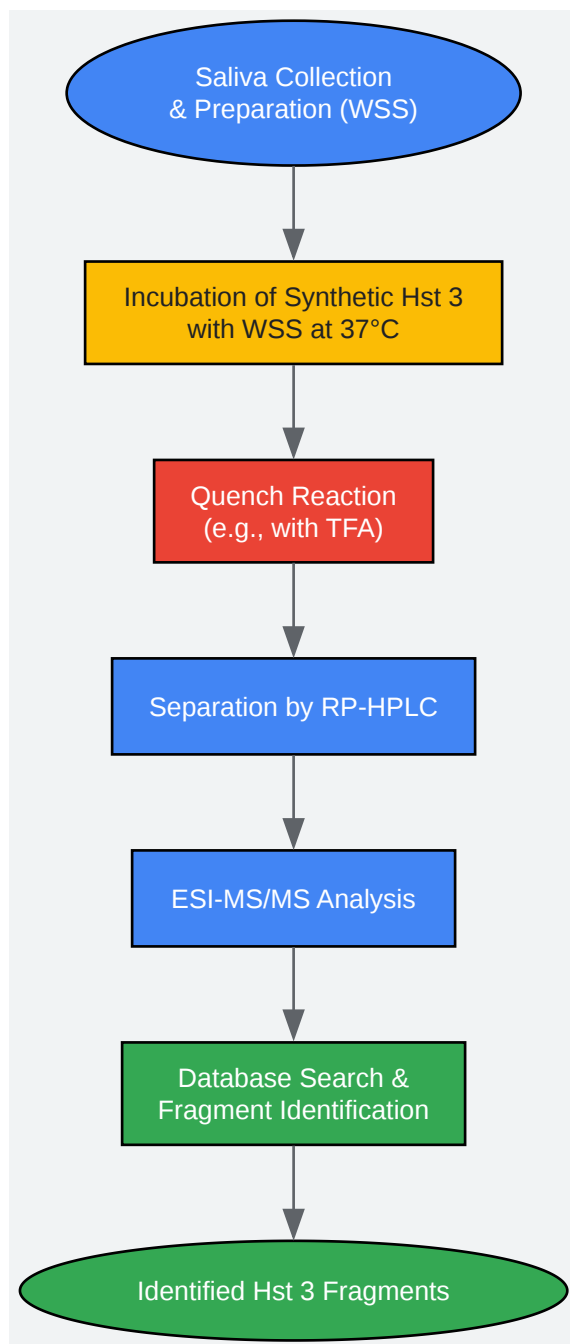 Saliva Collection
& Preparation (WSS)
Incubation of Synthetic Hst 3
with WSS at 37°C
Quench Reaction
(e.g., with TFA)
Separation by RP-HPLC
ESI-MS/MS Analysis
Database Search &
Fragment Identification
Identified Hst 3 Fragments